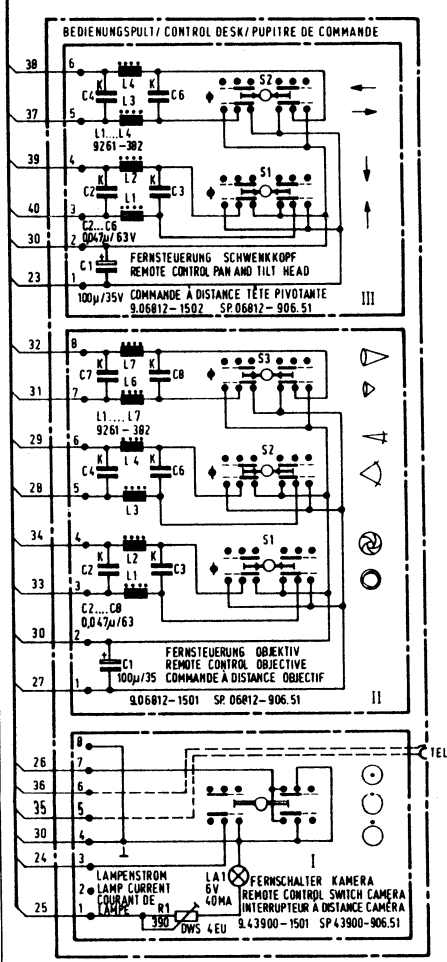 BEDIENUNGSPULT/ CONTROL DESK/ PUPITRE DE COMMANDE
38 6
K L4 K
C4 L3 C6
S2
37 5
L1....L4
9261-382
39 4
K L2 K
C2 L1 C3
S1
40 3
C2...C6
0,047µ/63V
30 2
C1
FERNSTEUERUNG SCHWENKKOPF
REMOTE CONTROL PAN AND TILT HEAD
23 1
100µ/35V
COMMANDE À DISTANCE TÊTE PIVOTANTE
9.06812-1502 SP. 06812-906.51
III
32 8
K L7 K
C7 L6 C8
S3
31 7
L1....L7
9261-382
29 6
K L4 K
C4 C6
S2
28 5
L3
34 4
K L2 K
C2 L1 C3
S1
33 3
C2....C8
0,047µ/63
30 2
C1
100µ/35
FERNSTEUERUNG OBJEKTIV
REMOTE CONTROL OBJECTIVE
COMMANDE À DISTANCE OBJECTIF
27 1
9.06812-1501 SP. 06812-906.51
II
8
26 7
36 6
35 5
30 4
24 3
TEL
I
LAMPENSTROM
2 LAMP CURRENT
COURANT DE
LAMPE
25 1
R1
390
DWS 4EU
LA1
6V
40MA
FERNSCHALTER KAMERA
REMOTE CONTROL SWITCH CAMERA
INTERRUPTEUR À DISTANCE CAMÉRA
9.43900-1501 SP 43900-906.51